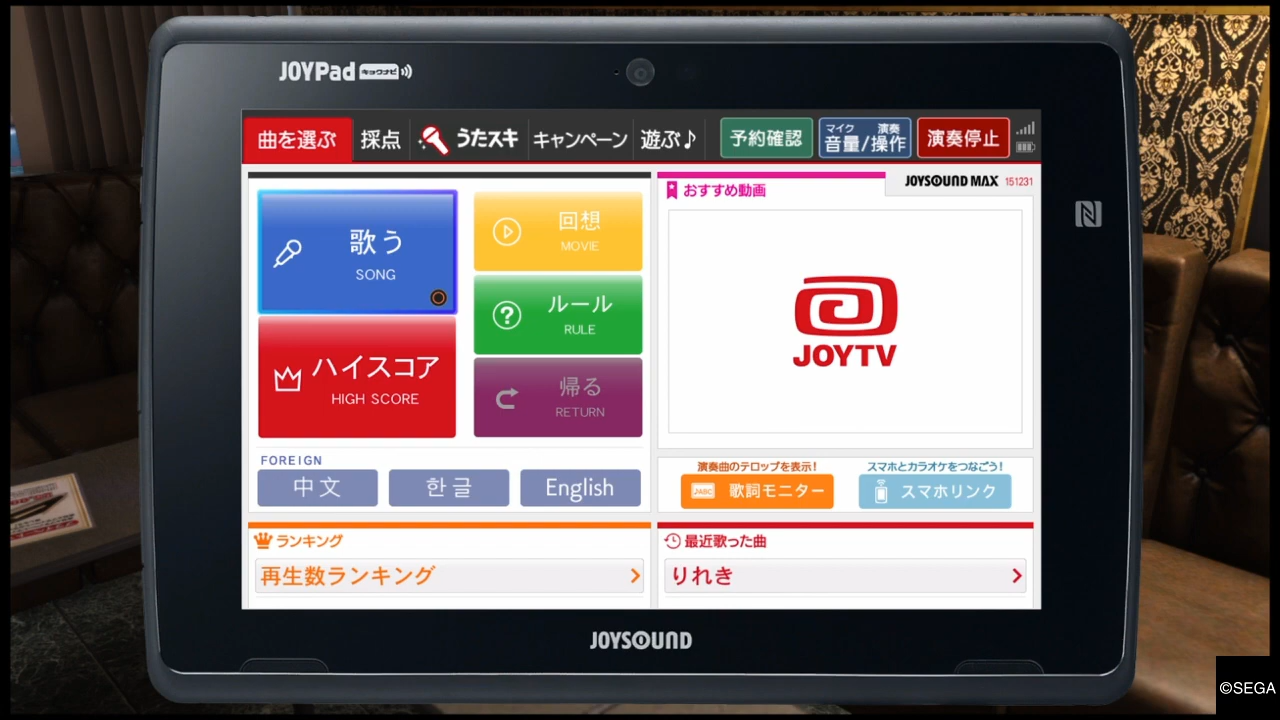 JOYPad キョクナビ
曲を選ぶ 採点 うたスキ キャンペーン 遊ぶ♪ 予約確認 マイク音量/演奏操作 演奏停止
歌う
SONG
ハイスコア
HIGH SCORE
回想
MOVIE
ルール
RULE
帰る
RETURN
FOREIGN
中文 한글 English
おすすめ動画
JOYSOUND MAX 151231
JOYTV
演奏曲のテロップを表示!
JABC 歌詞モニター
スマホとカラオケをつなごう!
スマホリンク
ランキング
再生数ランキング
最近歌った曲
りれき
JOYSOUND
©SEGA